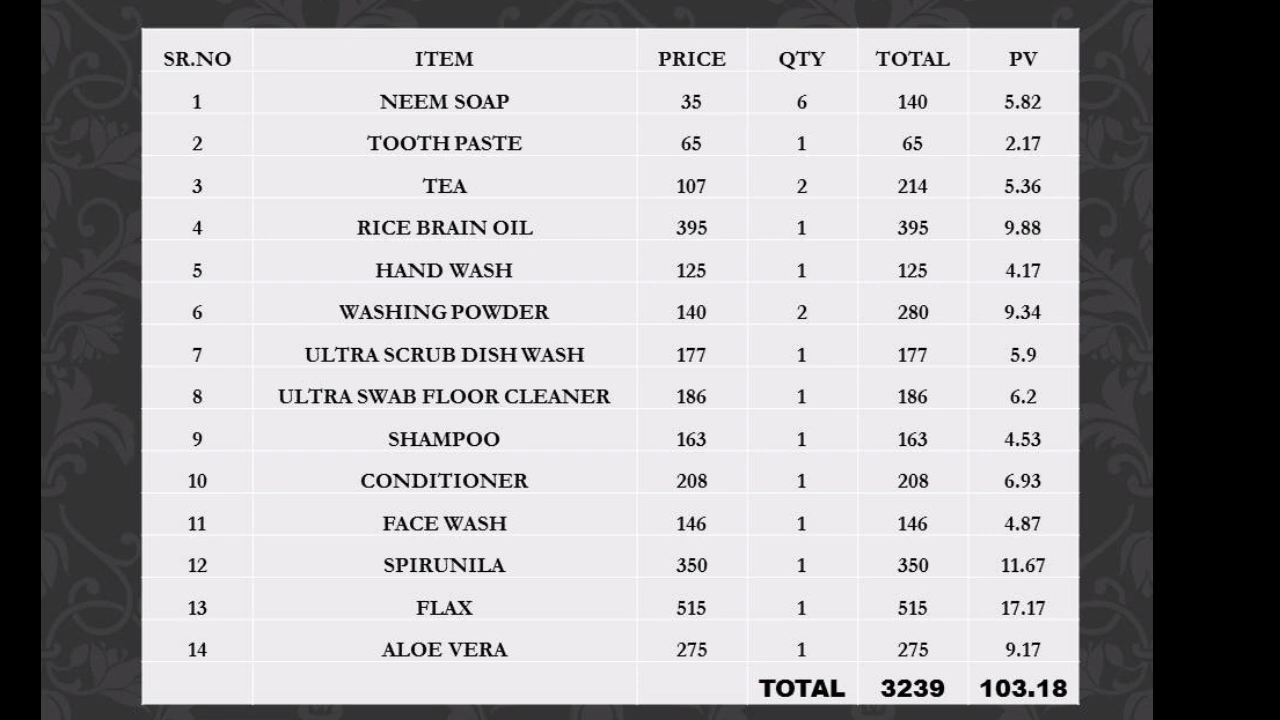 SR.NO ITEM PRICE QTY TOTAL PV
1 NEEM SOAP 35 6 140 5.82
2 TOOTH PASTE 65 1 65 2.17
3 TEA 107 2 214 5.36
4 RICE BRAIN OIL 395 1 395 9.88
5 HAND WASH 125 1 125 4.17
6 WASHING POWDER 140 2 280 9.34
7 ULTRA SCRUB DISH WASH 177 1 177 5.9
8 ULTRA SWAB FLOOR CLEANER 186 1 186 6.2
9 SHAMPOO 163 1 163 4.53
10 CONDITIONER 208 1 208 6.93
11 FACE WASH 146 1 146 4.87
12 SPIRUNILA 350 1 350 11.67
13 FLAX 515 1 515 17.17
14 ALOE VERA 275 1 275 9.17
TOTAL 3239 103.18